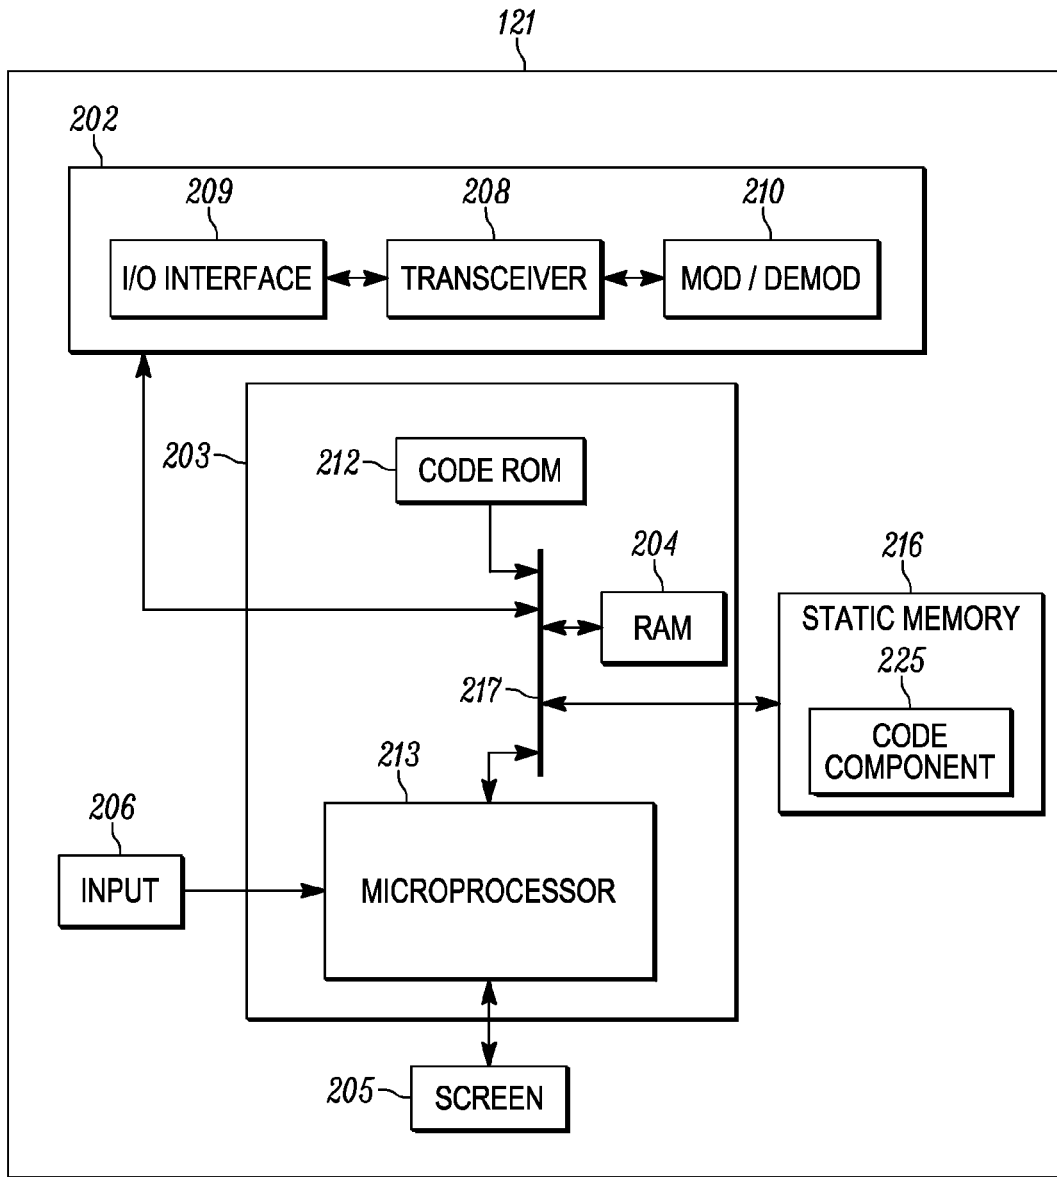 121
202
209
208
210
I/O INTERFACE
TRANSCEIVER
MOD / DEMOD
203
212
CODE ROM
204
RAM
216
STATIC MEMORY
225
CODE
COMPONENT
217
213
MICROPROCESSOR
206
INPUT
205
SCREEN